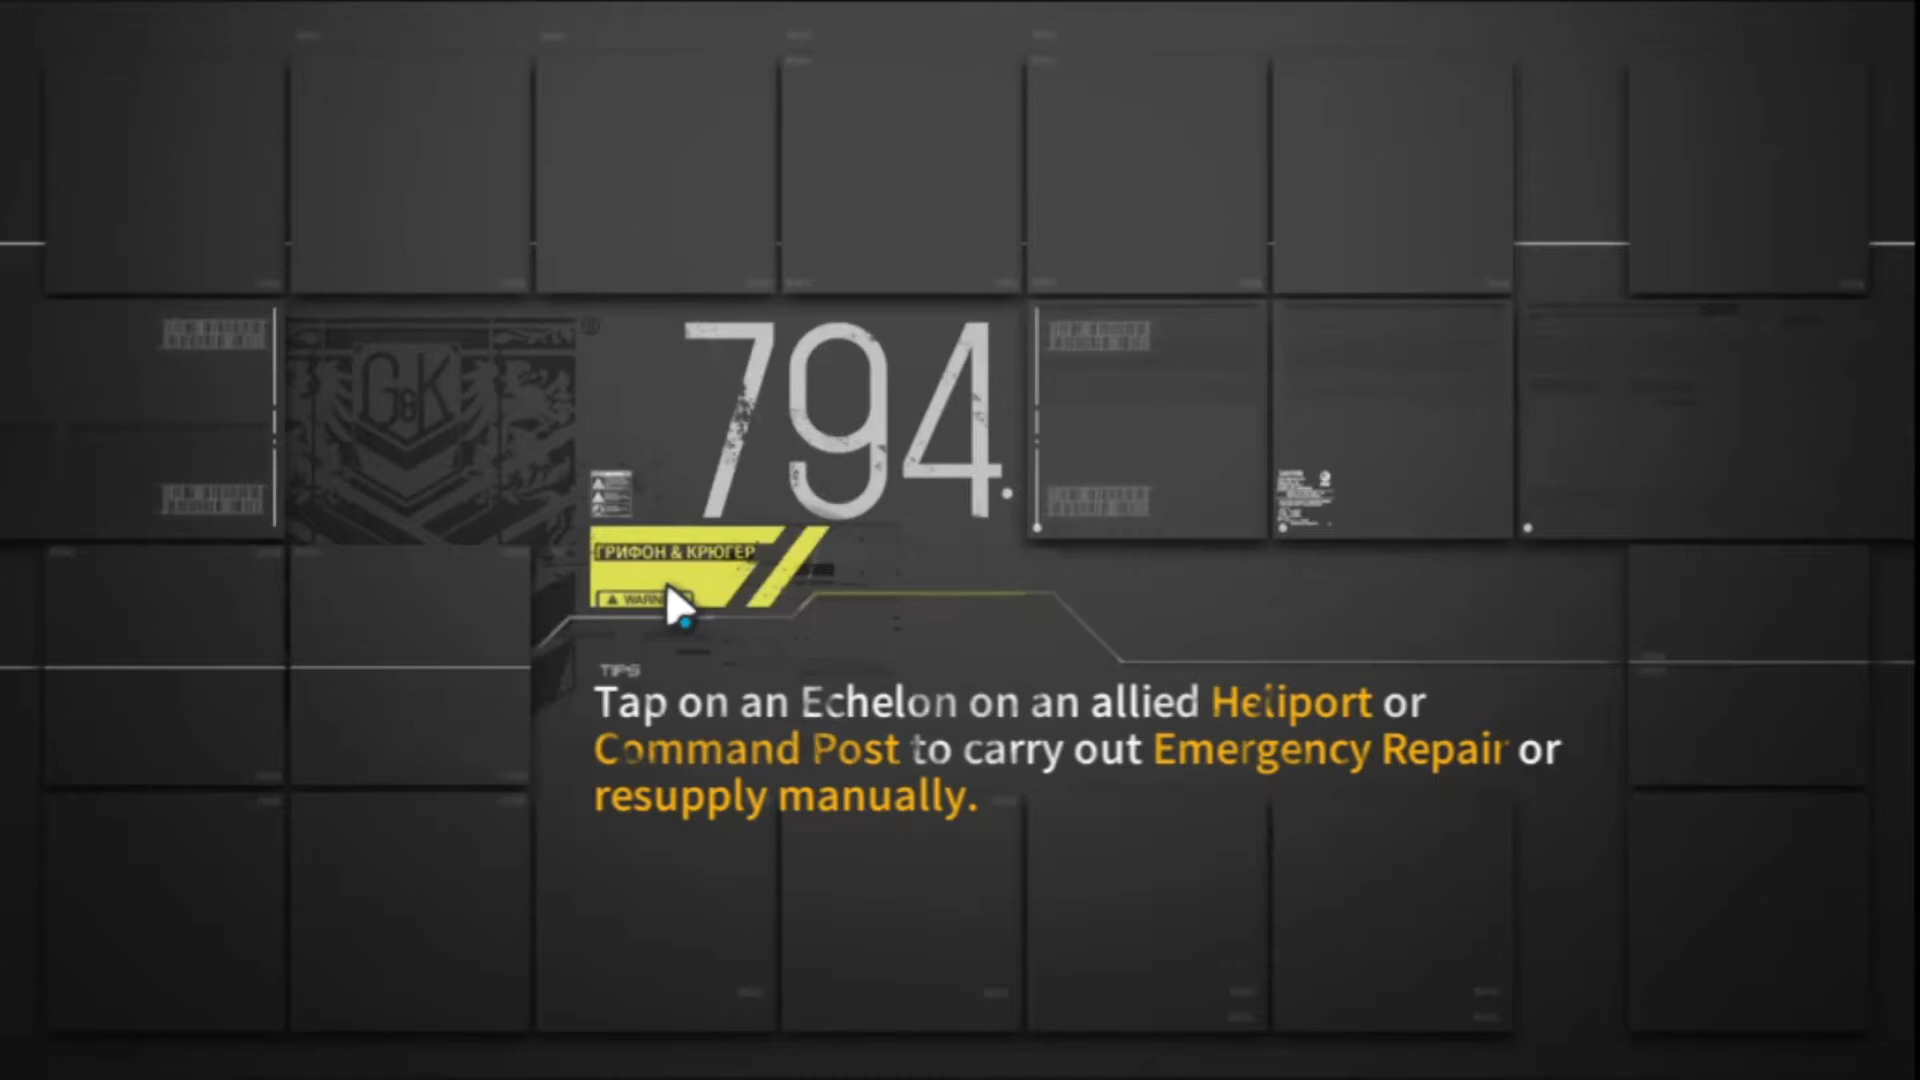 G&K
794.
ГРИФОН & КРЮГЕР
TIPS
Tap on an Echelon on an allied Heliport or
Command Post to carry out Emergency Repair or
resupply manually.